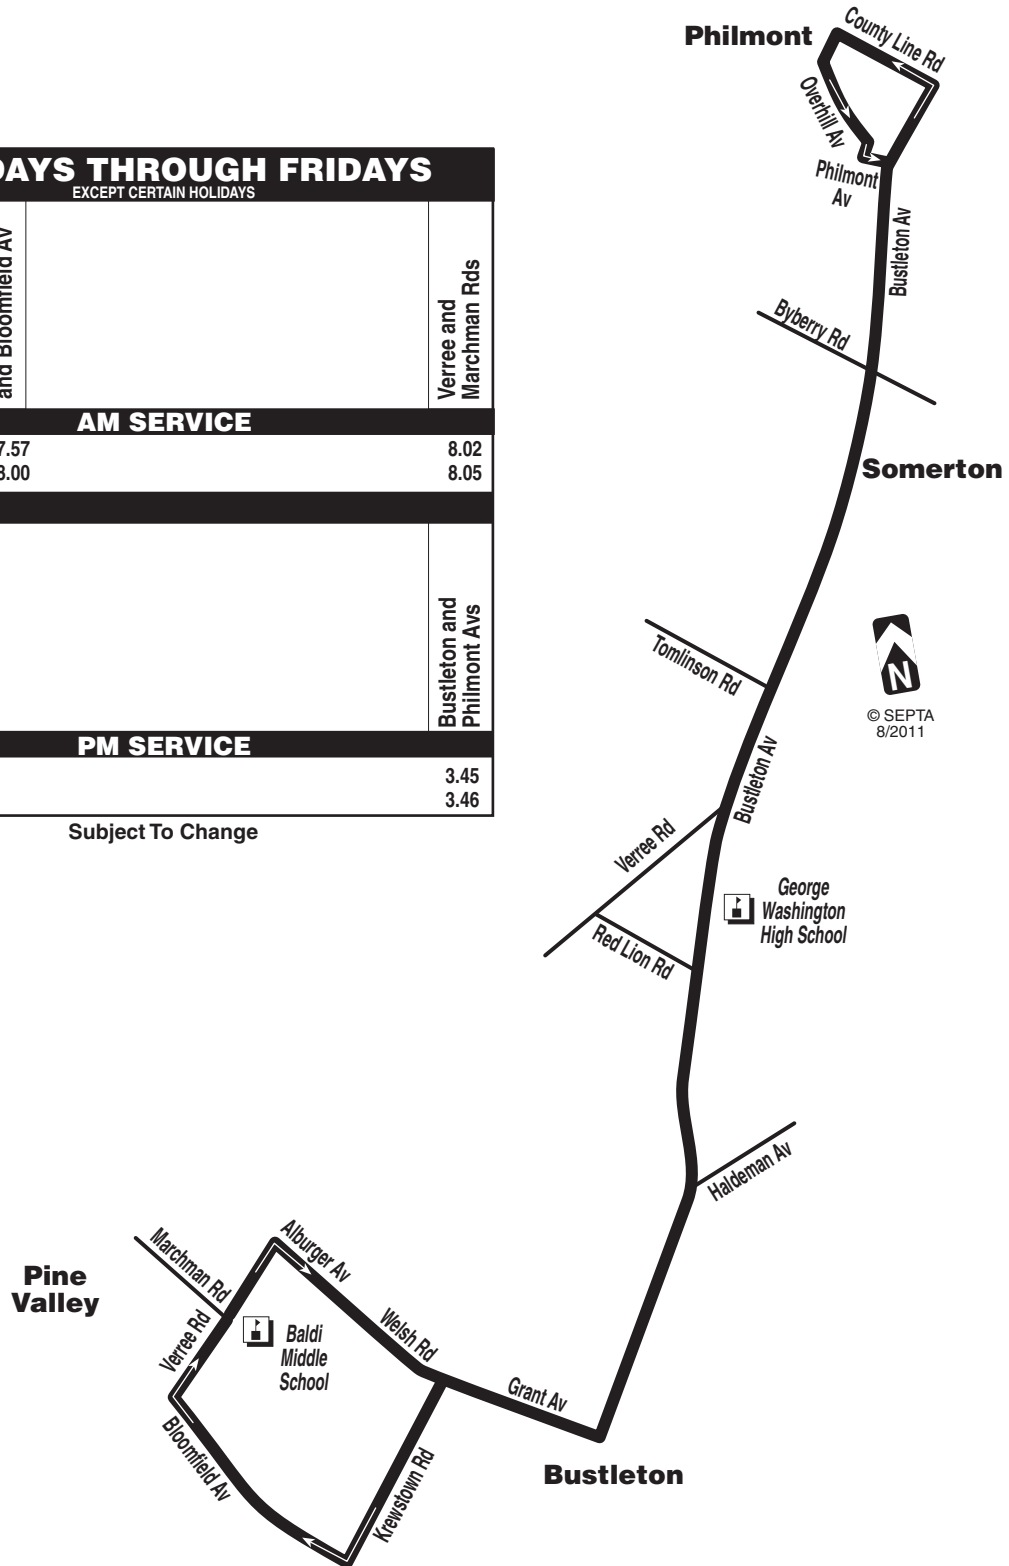 DAYS THROUGH FRIDAYS
EXCEPT CERTAIN HOLIDAYS
and Bloomfield Av
Verree and
Marchman Rds
AM SERVICE
7.57 8.02
8.00 8.05
Bustleton and
Philmont Avs
PM SERVICE
3.45
3.46
Subject To Change
Philmont
County Line Rd
Overhill Av
Philmont
Av
Bustleton Av
Byberry Rd
Somerton
Tomlinson Rd
N
© SEPTA
8/2011
Bustleton Av
Verree Rd
George
Washington
High School
Red Lion Rd
Haldeman Av
Pine
Valley
Marchman Rd
Alburger Av
Verree Rd
Baldi
Middle
School
Welsh Rd
Grant Av
Bloomfield Av
Krewstown Rd
Bustleton